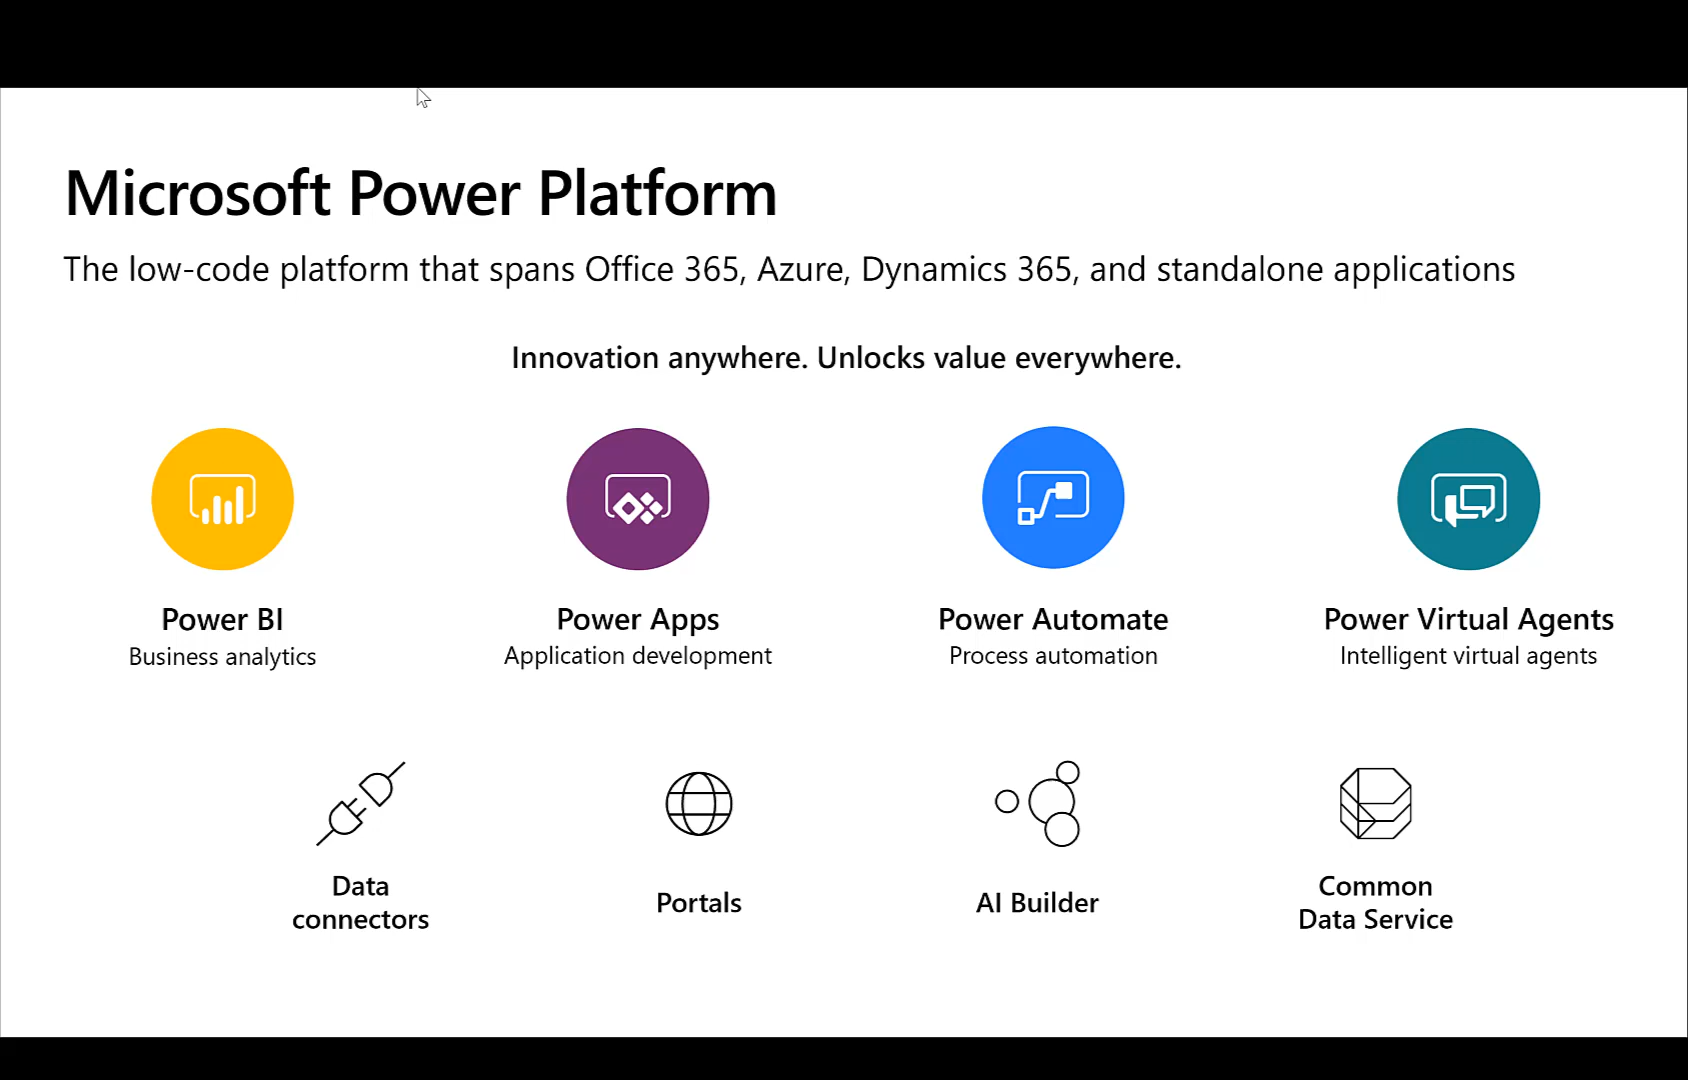 Microsoft Power Platform
The low-code platform that spans Office 365, Azure, Dynamics 365, and standalone applications
Innovation anywhere. Unlocks value everywhere.
Power BI
Business analytics
Power Apps
Application development
Power Automate
Process automation
Power Virtual Agents
Intelligent virtual agents
Data
connectors
Portals
AI Builder
Common
Data Service